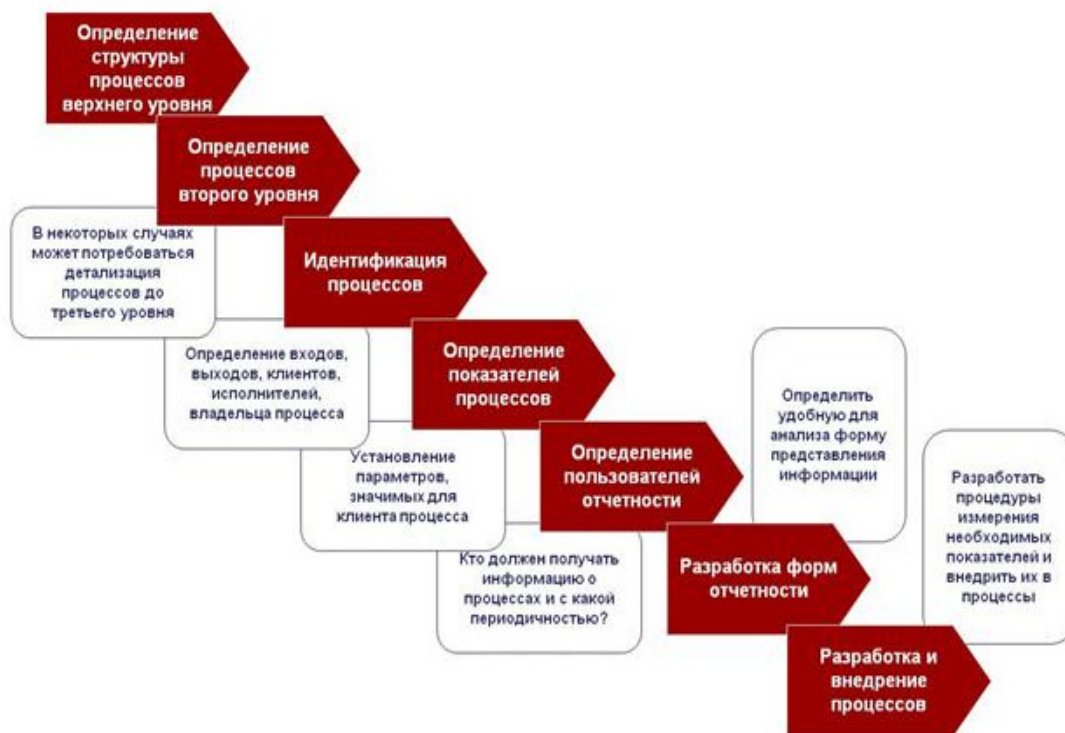 Определение
структуры
процессов
верхнего уровня
Определение
процессов
второго уровня
В некоторых случаях
может потребоваться
детализация
процессов до
третьего уровня
Идентификация
процессов
Определение входов,
выходов, клиентов,
исполнителей,
владельца процесса
Определение
показателей
процессов
Установление
параметров,
значимых для
клиента процесса
Определение
пользователей
отчетности
Кто должен получать
информацию о
процессах и с какой
периодичностью?
Определить
удобную для
анализа форму
представления
информации
Разработка форм
отчетности
Разработать
процедуры
измерения
необходимых
показателей и
внедрить их в
процессы
Разработка и
внедрение
процессов